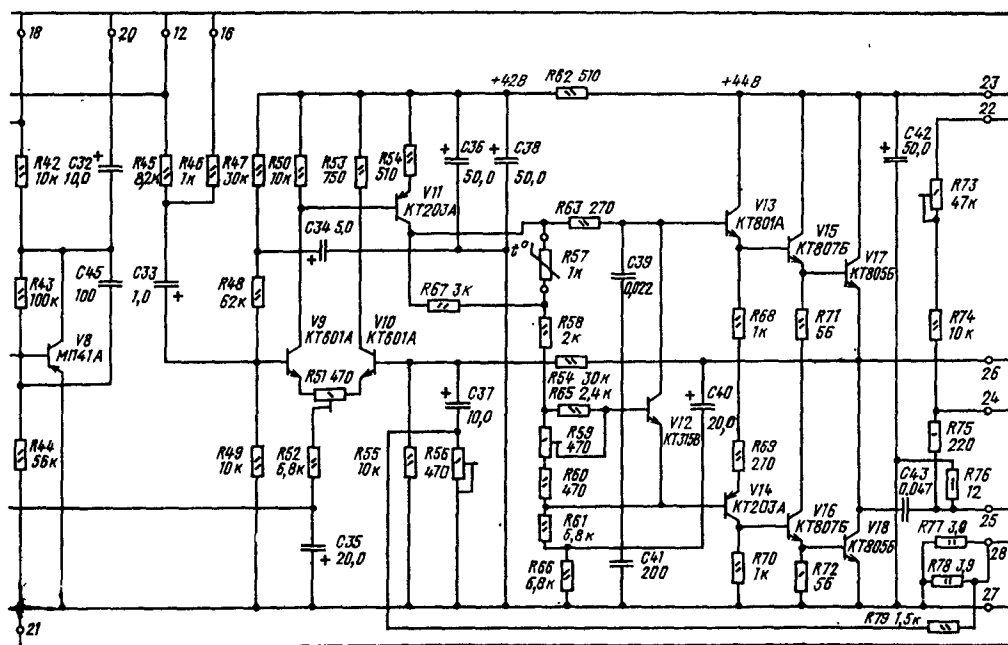 18
20
12
16
+42В
R62 510
+44В
23
22
R42
10к
C32
10,0
R45
8,2к
R46
1к
R47
30к
R50
10к
R53
750
R54
510
C36
50,0
C38
50,0
C42
50,0
V11
КТ203А
R63 270
V13
КТ801А
V15
КТ807Б
V17
КТ805Б
R73
47к
C34 5,0
t°
R57
1к
C39
0,022
R43
100к
C45
100
C33
1,0
R48
62к
R67 3к
R58
2к
R68
1к
R71
56
R74
10к
V8
МП41А
V9
КТ601А
V10
КТ601А
R51 470
R54 30к
R65 2,4к
26
C37
10,0
V12
КТ315В
C40
20,0
24
R44
56к
R49
10к
R52
6,8к
R55
10к
R56
470
R59
470
R60
470
R69
270
R75
220
C43
0,047
R76
12
V14
КТ203А
V16
КТ807Б
V18
КТ805Б
25
C35
20,0
R61
6,8к
R66
6,8к
C41
200
R70
1к
R72
56
R77 3,9
28
R78 3,9
27
R79 1,5к
21